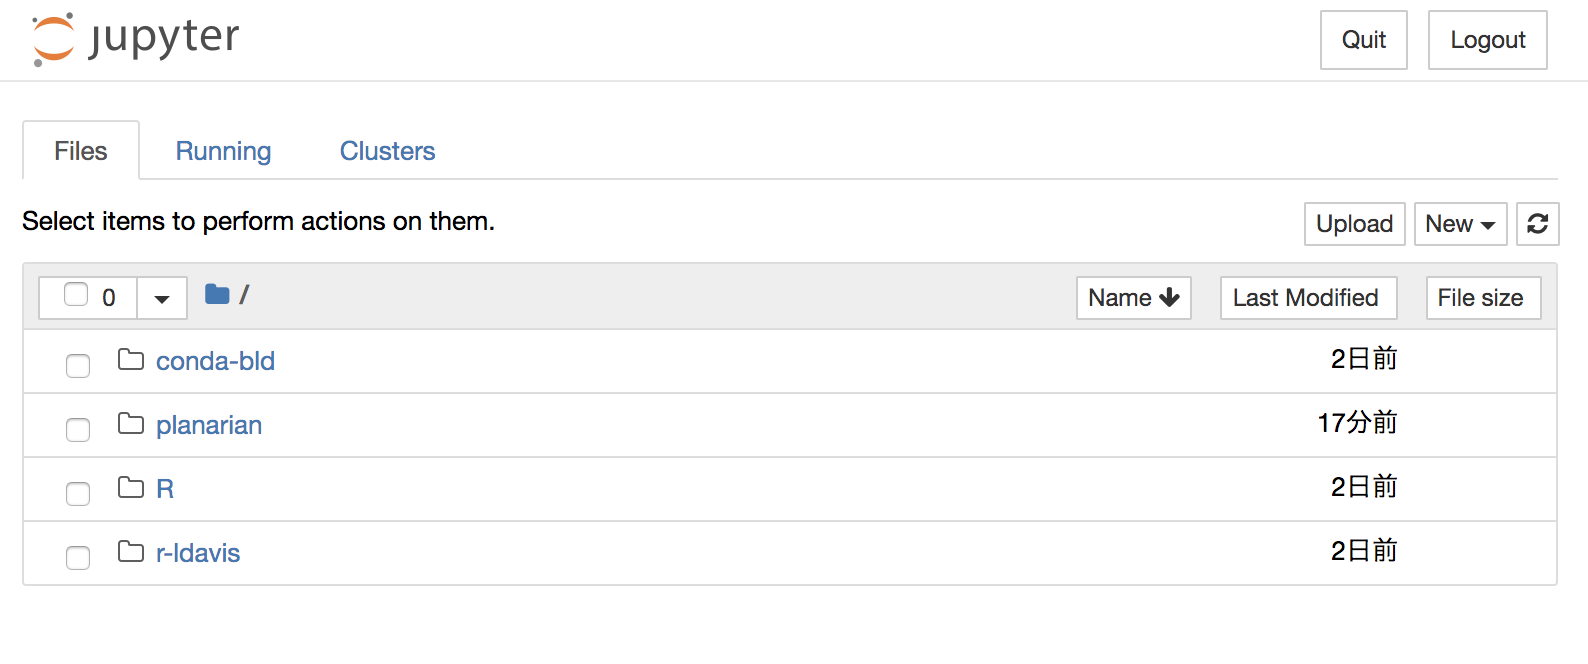 jupyter Quit Logout
Files Running Clusters
Select items to perform actions on them. Upload New
0 / Name Last Modified File size
conda-bld 2日前
planarian 17分前
R 2日前
r-ldavis 2日前